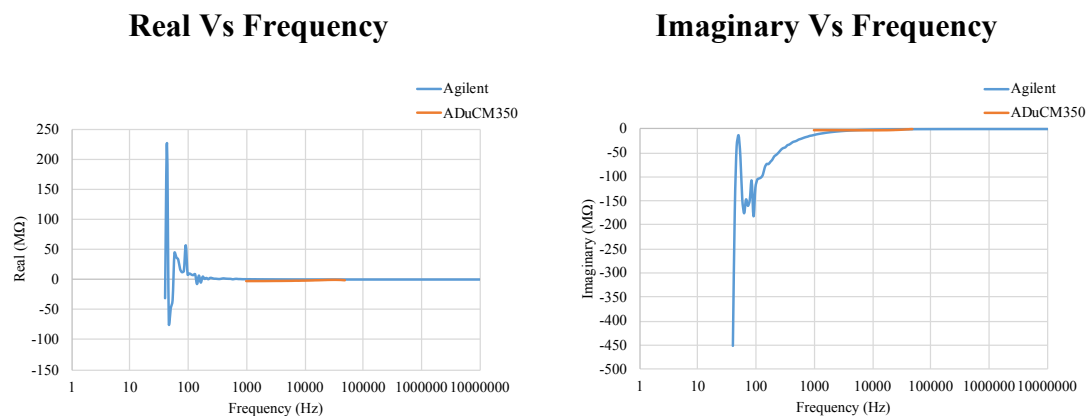 Real Vs Frequency
Agilent
ADuCM350
250
200
150
100
50
0
-50
-100
-150
Real (MΩ)
1 10 100 1000 10000 100000 1000000 10000000
Frequency (Hz)
Imaginary Vs Frequency
Agilent
ADuCM350
0
-50
-100
-150
-200
-250
-300
-350
-400
-450
-500
Imaginary (MΩ)
1 10 100 1000 10000 100000 1000000 10000000
Frequency (Hz)